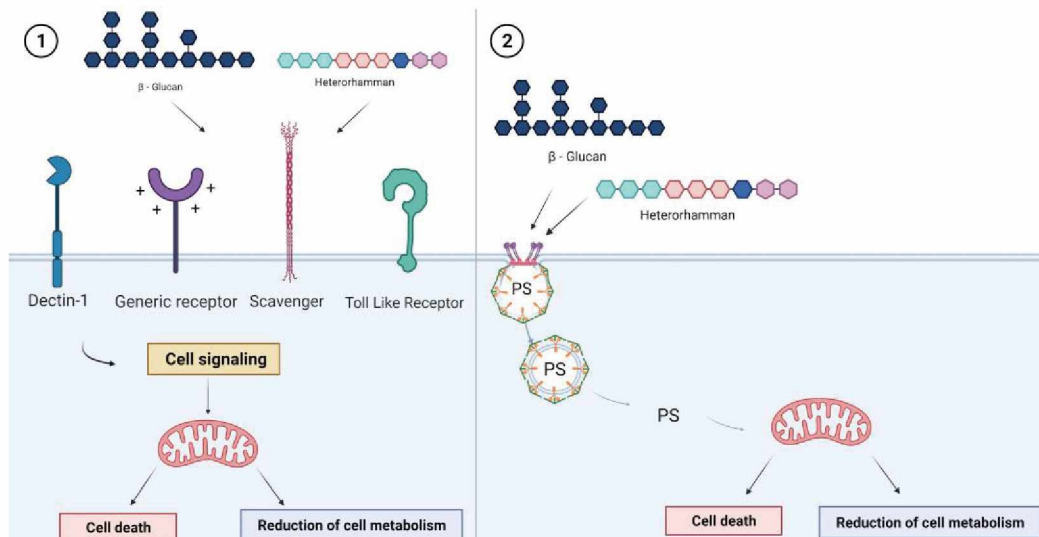 1
β - Glucan
Heterorhamman
+ +
+ +
Dectin-1
Generic receptor
Scavenger
Toll Like Receptor
Cell signaling
Cell death
Reduction of cell metabolism
2
β - Glucan
Heterorhamman
PS
PS
PS
Cell death
Reduction of cell metabolism